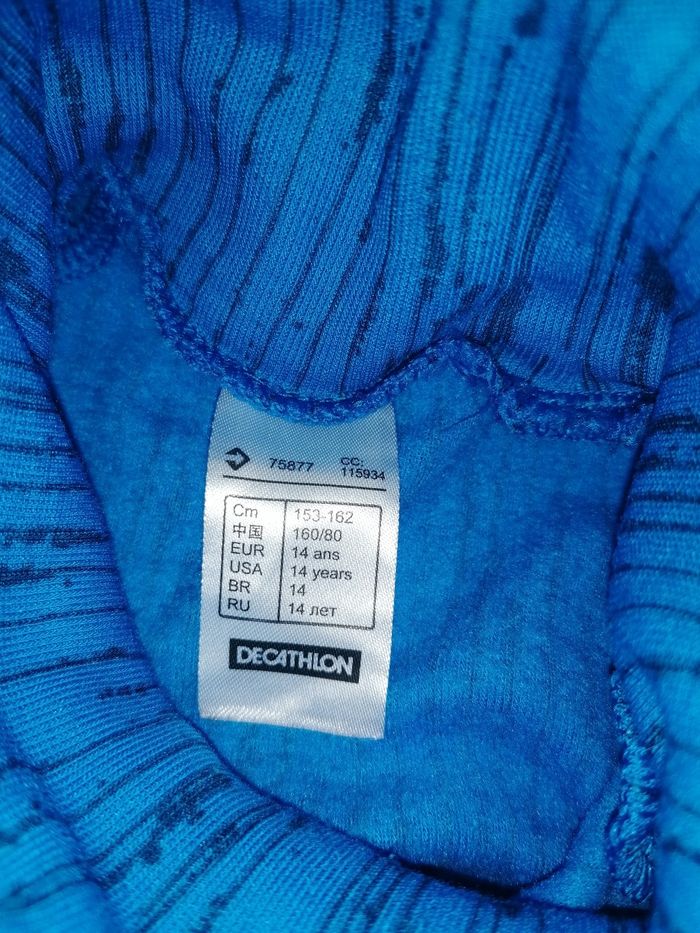 75877 CC: 115934
Cm 153-162
中国 160/80
EUR 14 ans
USA 14 years
BR 14
RU 14 лет
DECATHLON